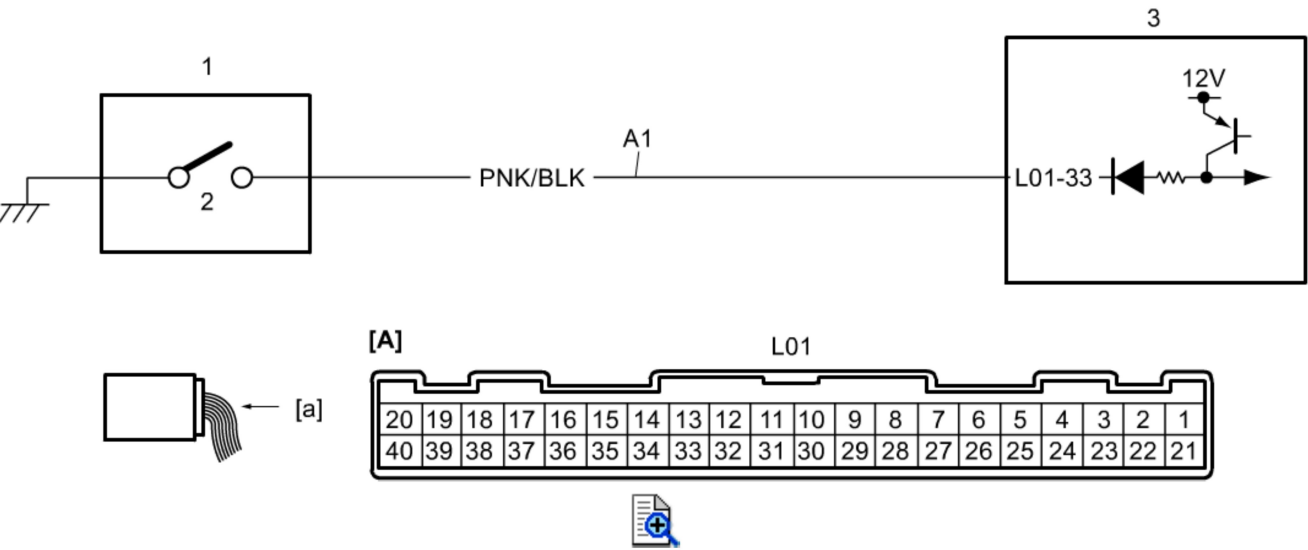 3
1
12V
A1
PNK/BLK
L01-33
2
[A]
L01
[a]
20 19 18 17 16 15 14 13 12 11 10 9 8 7 6 5 4 3 2 1
40 39 38 37 36 35 34 33 32 31 30 29 28 27 26 25 24 23 22 21